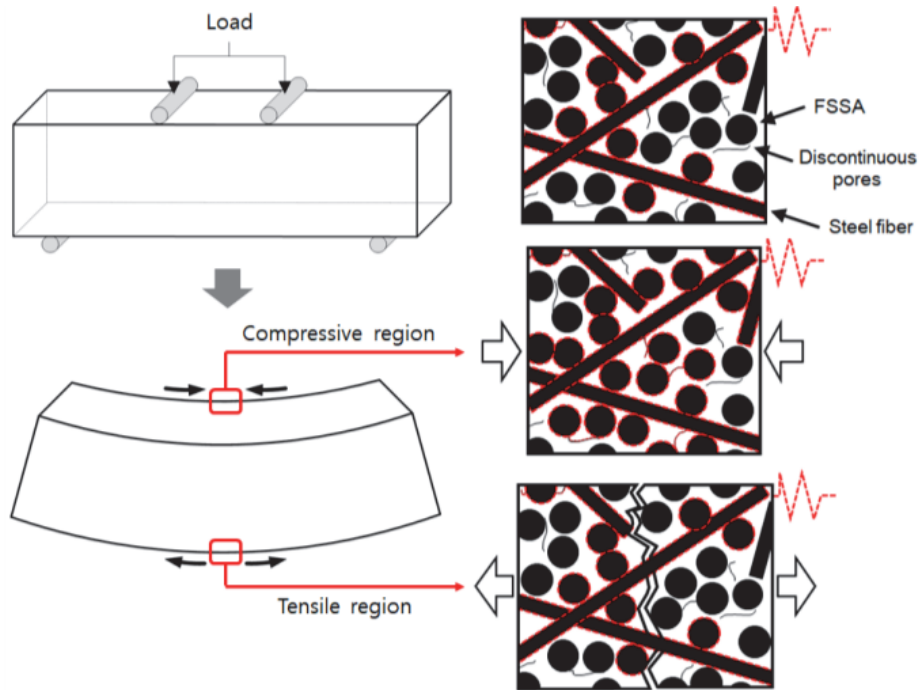 Load
FSSA
Discontinuous
pores
Steel fiber
Compressive region
Tensile region